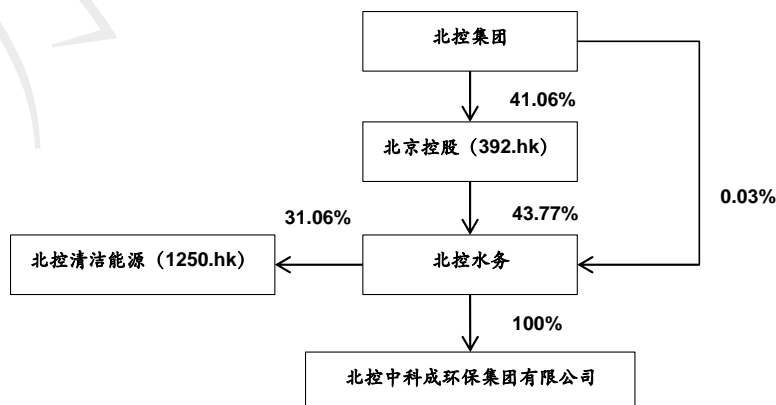 北控集团
41.06%
北京控股（392.hk）
0.03%
31.06%
43.77%
北控清洁能源（1250.hk）
北控水务
100%
北控中科成环保集团有限公司